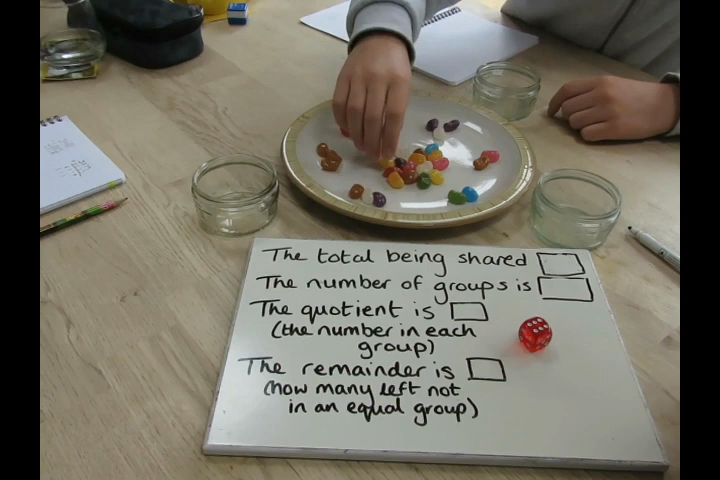 The total being shared
The number of groups is
The quotient is
(the number in each
group)
The remainder is
(how many left not
in an equal group)